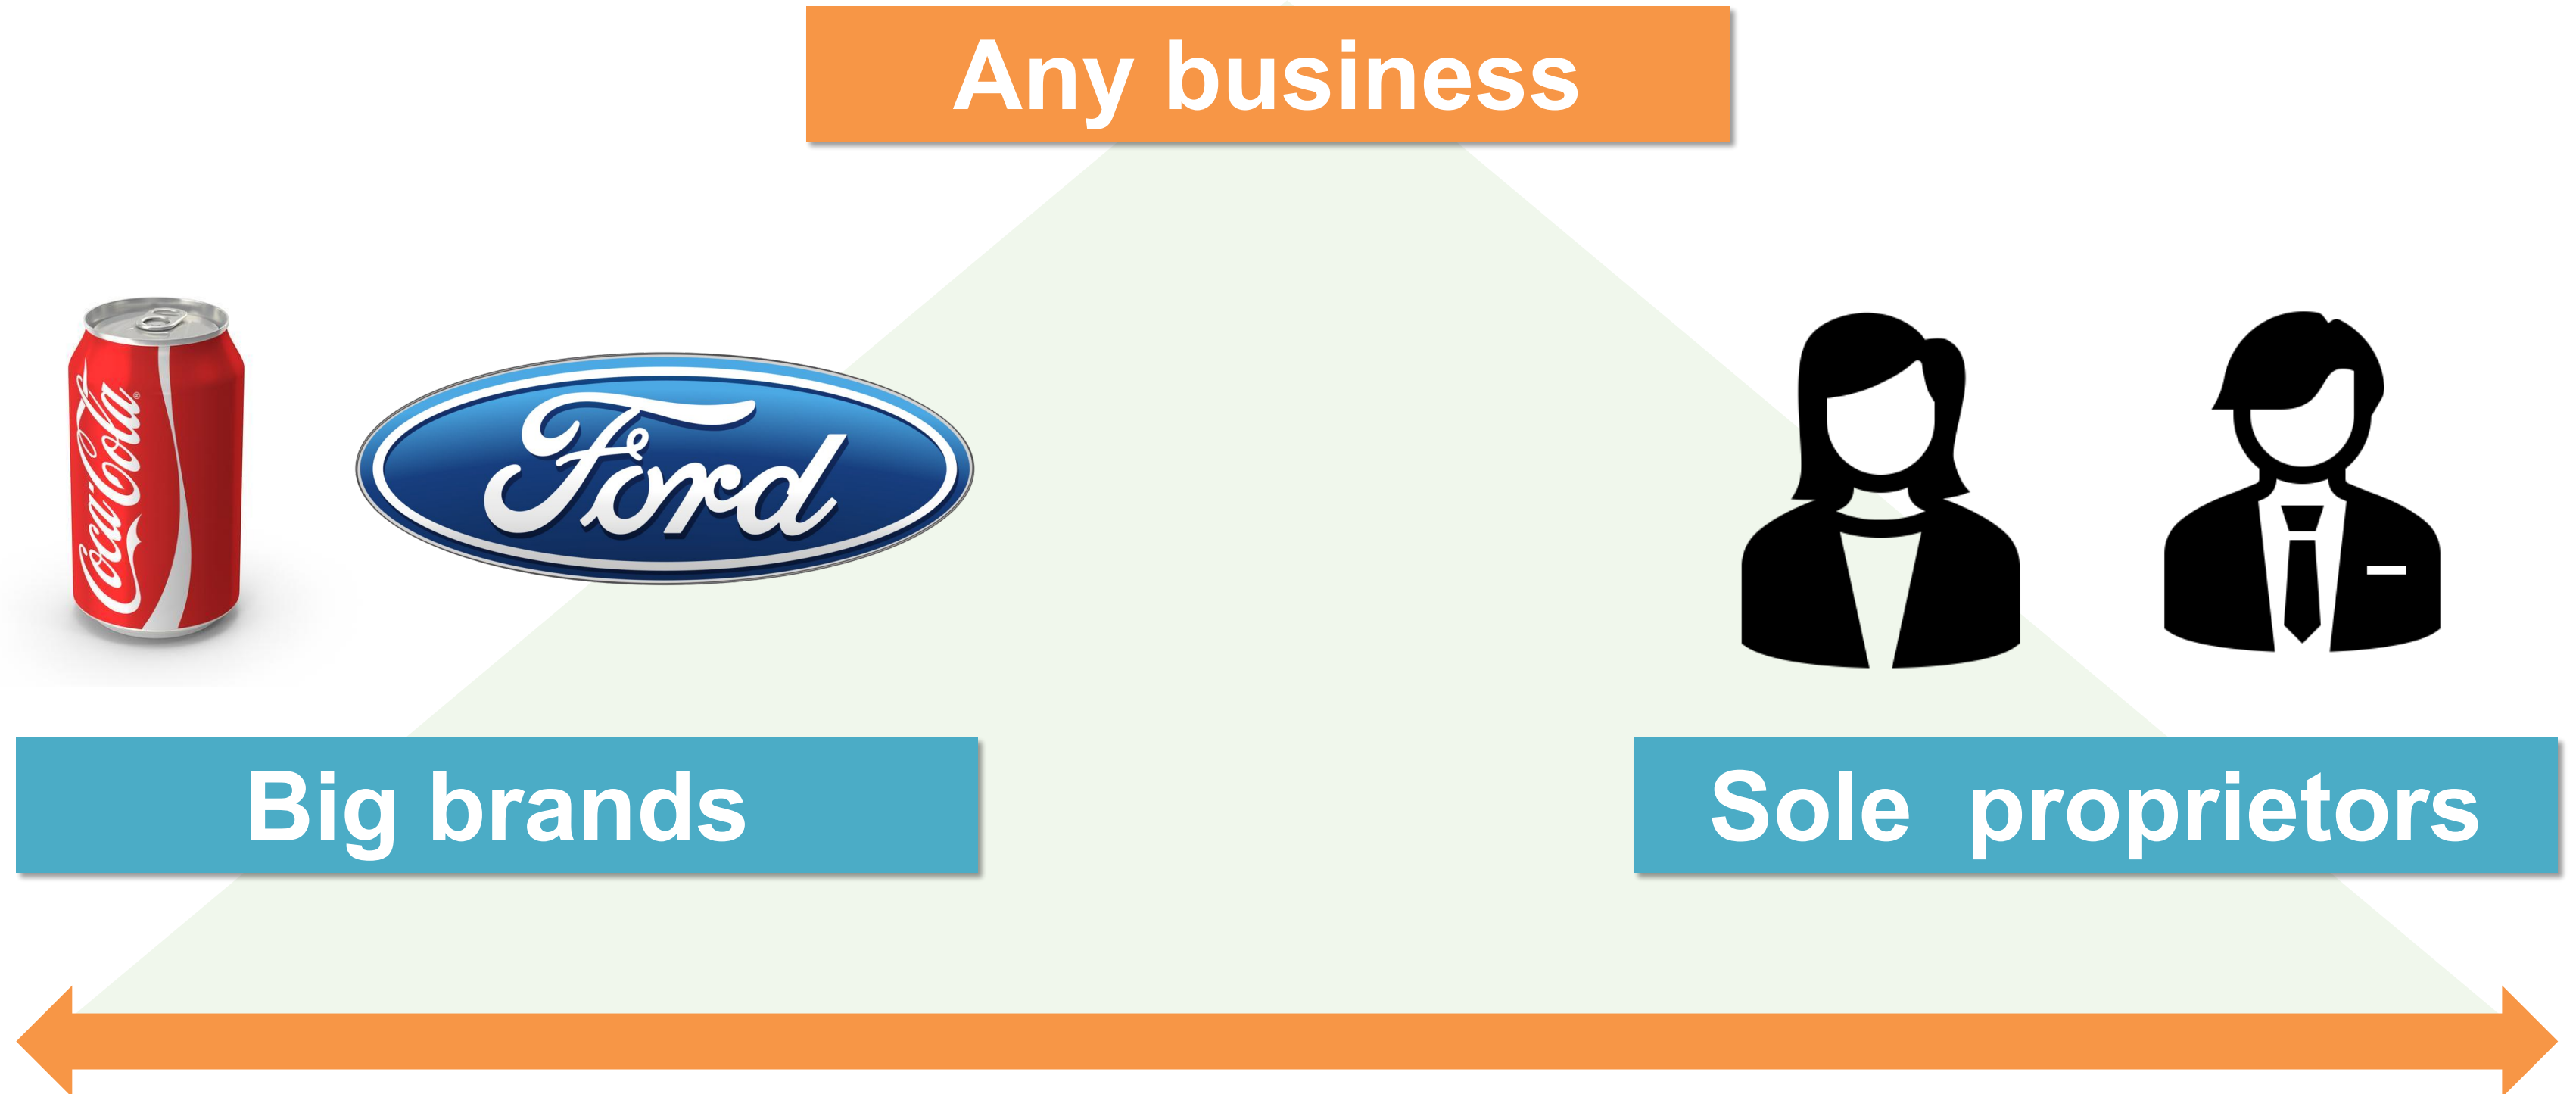 Any business
Coca-Cola
®
Ford
Big brands
Sole  proprietors